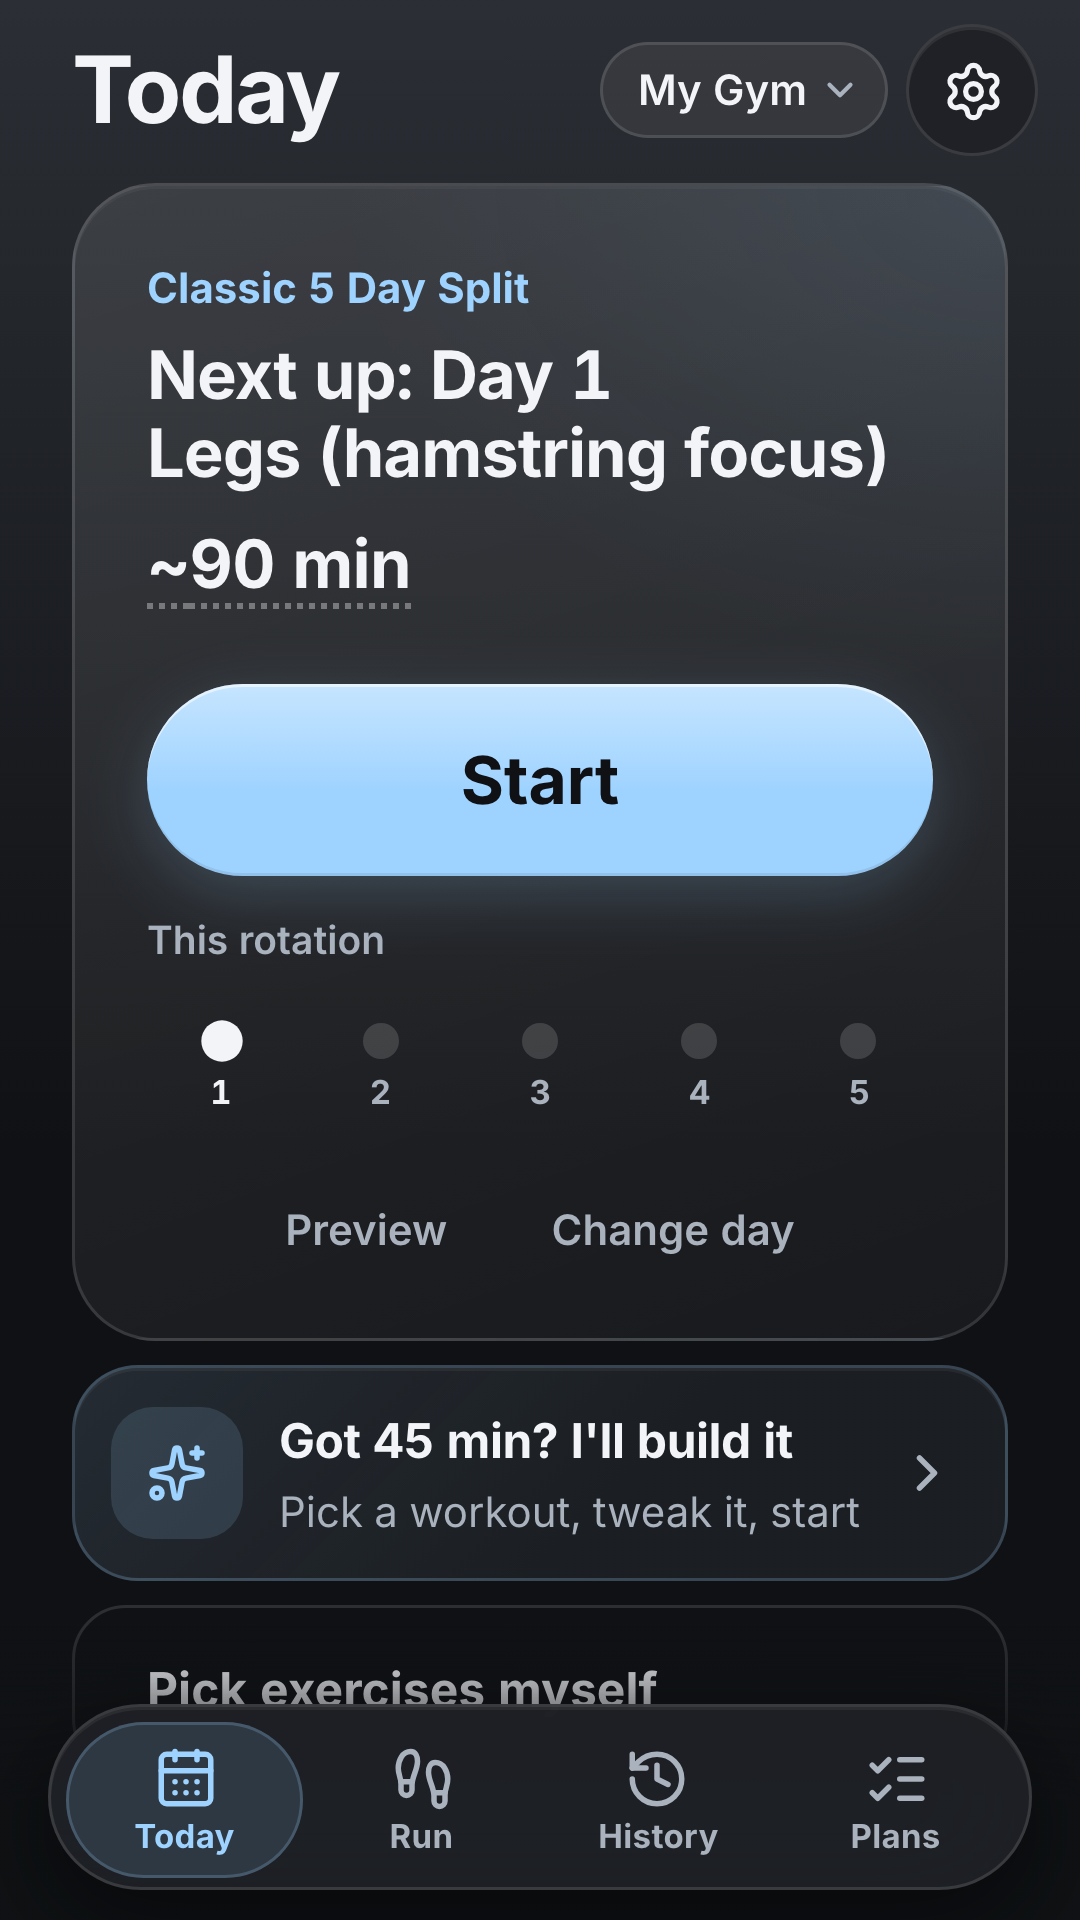 Today
My Gym
Classic 5 Day Split
Next up: Day 1
Legs (hamstring focus)
~90 min
Start
This rotation
1 2 3 4 5
Preview Change day
Got 45 min? I'll build it
Pick a workout, tweak it, start
Pick exercises myself
Today Run History Plans